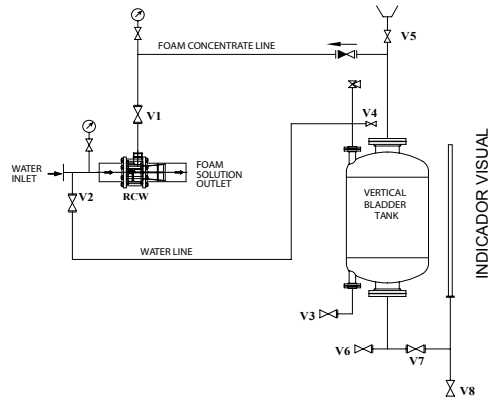 FOAM CONCENTRATE LINE
V5
V1
V4
WATER
INLET
FOAM
SOLUTION
OUTLET
V2
RCW
VERTICAL
BLADDER
TANK
INDICADOR VISUAL
WATER LINE
V3
V6
V7
V8